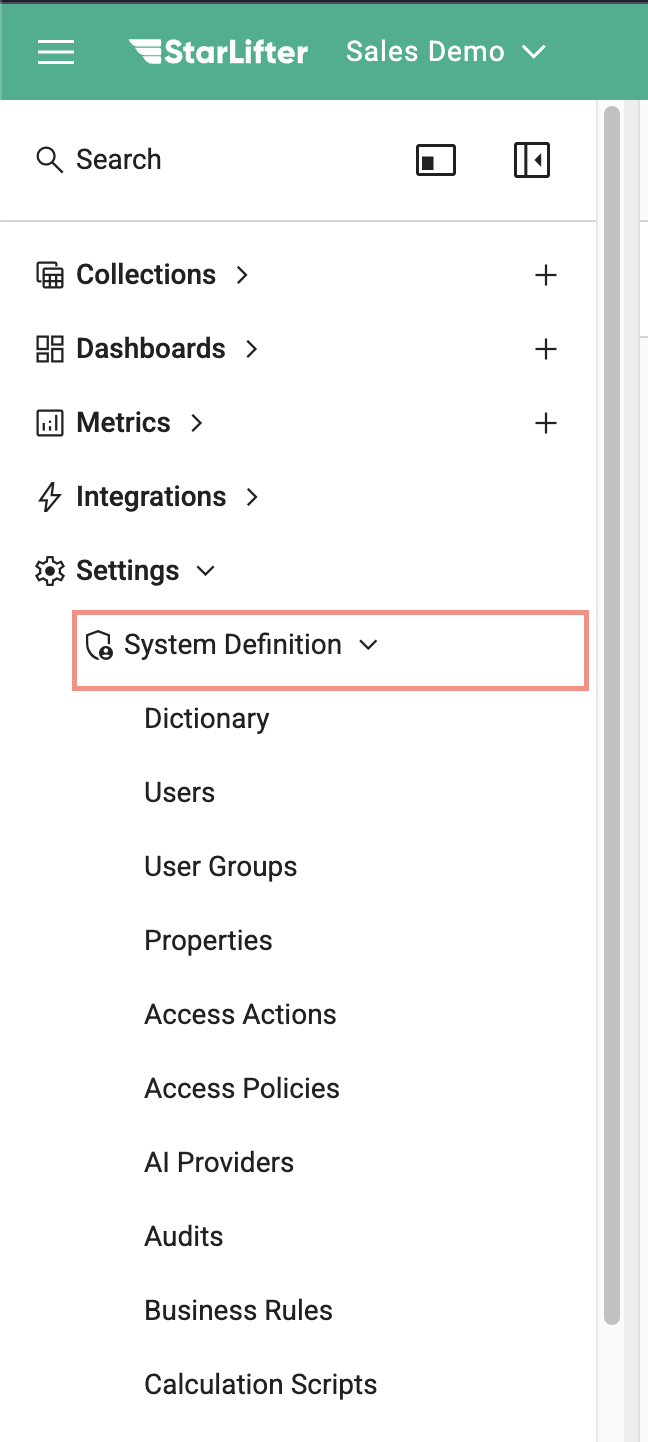 StarLifter Sales Demo
Search
Collections
Dashboards
Metrics
Integrations
Settings
System Definition
Dictionary
Users
User Groups
Properties
Access Actions
Access Policies
AI Providers
Audits
Business Rules
Calculation Scripts